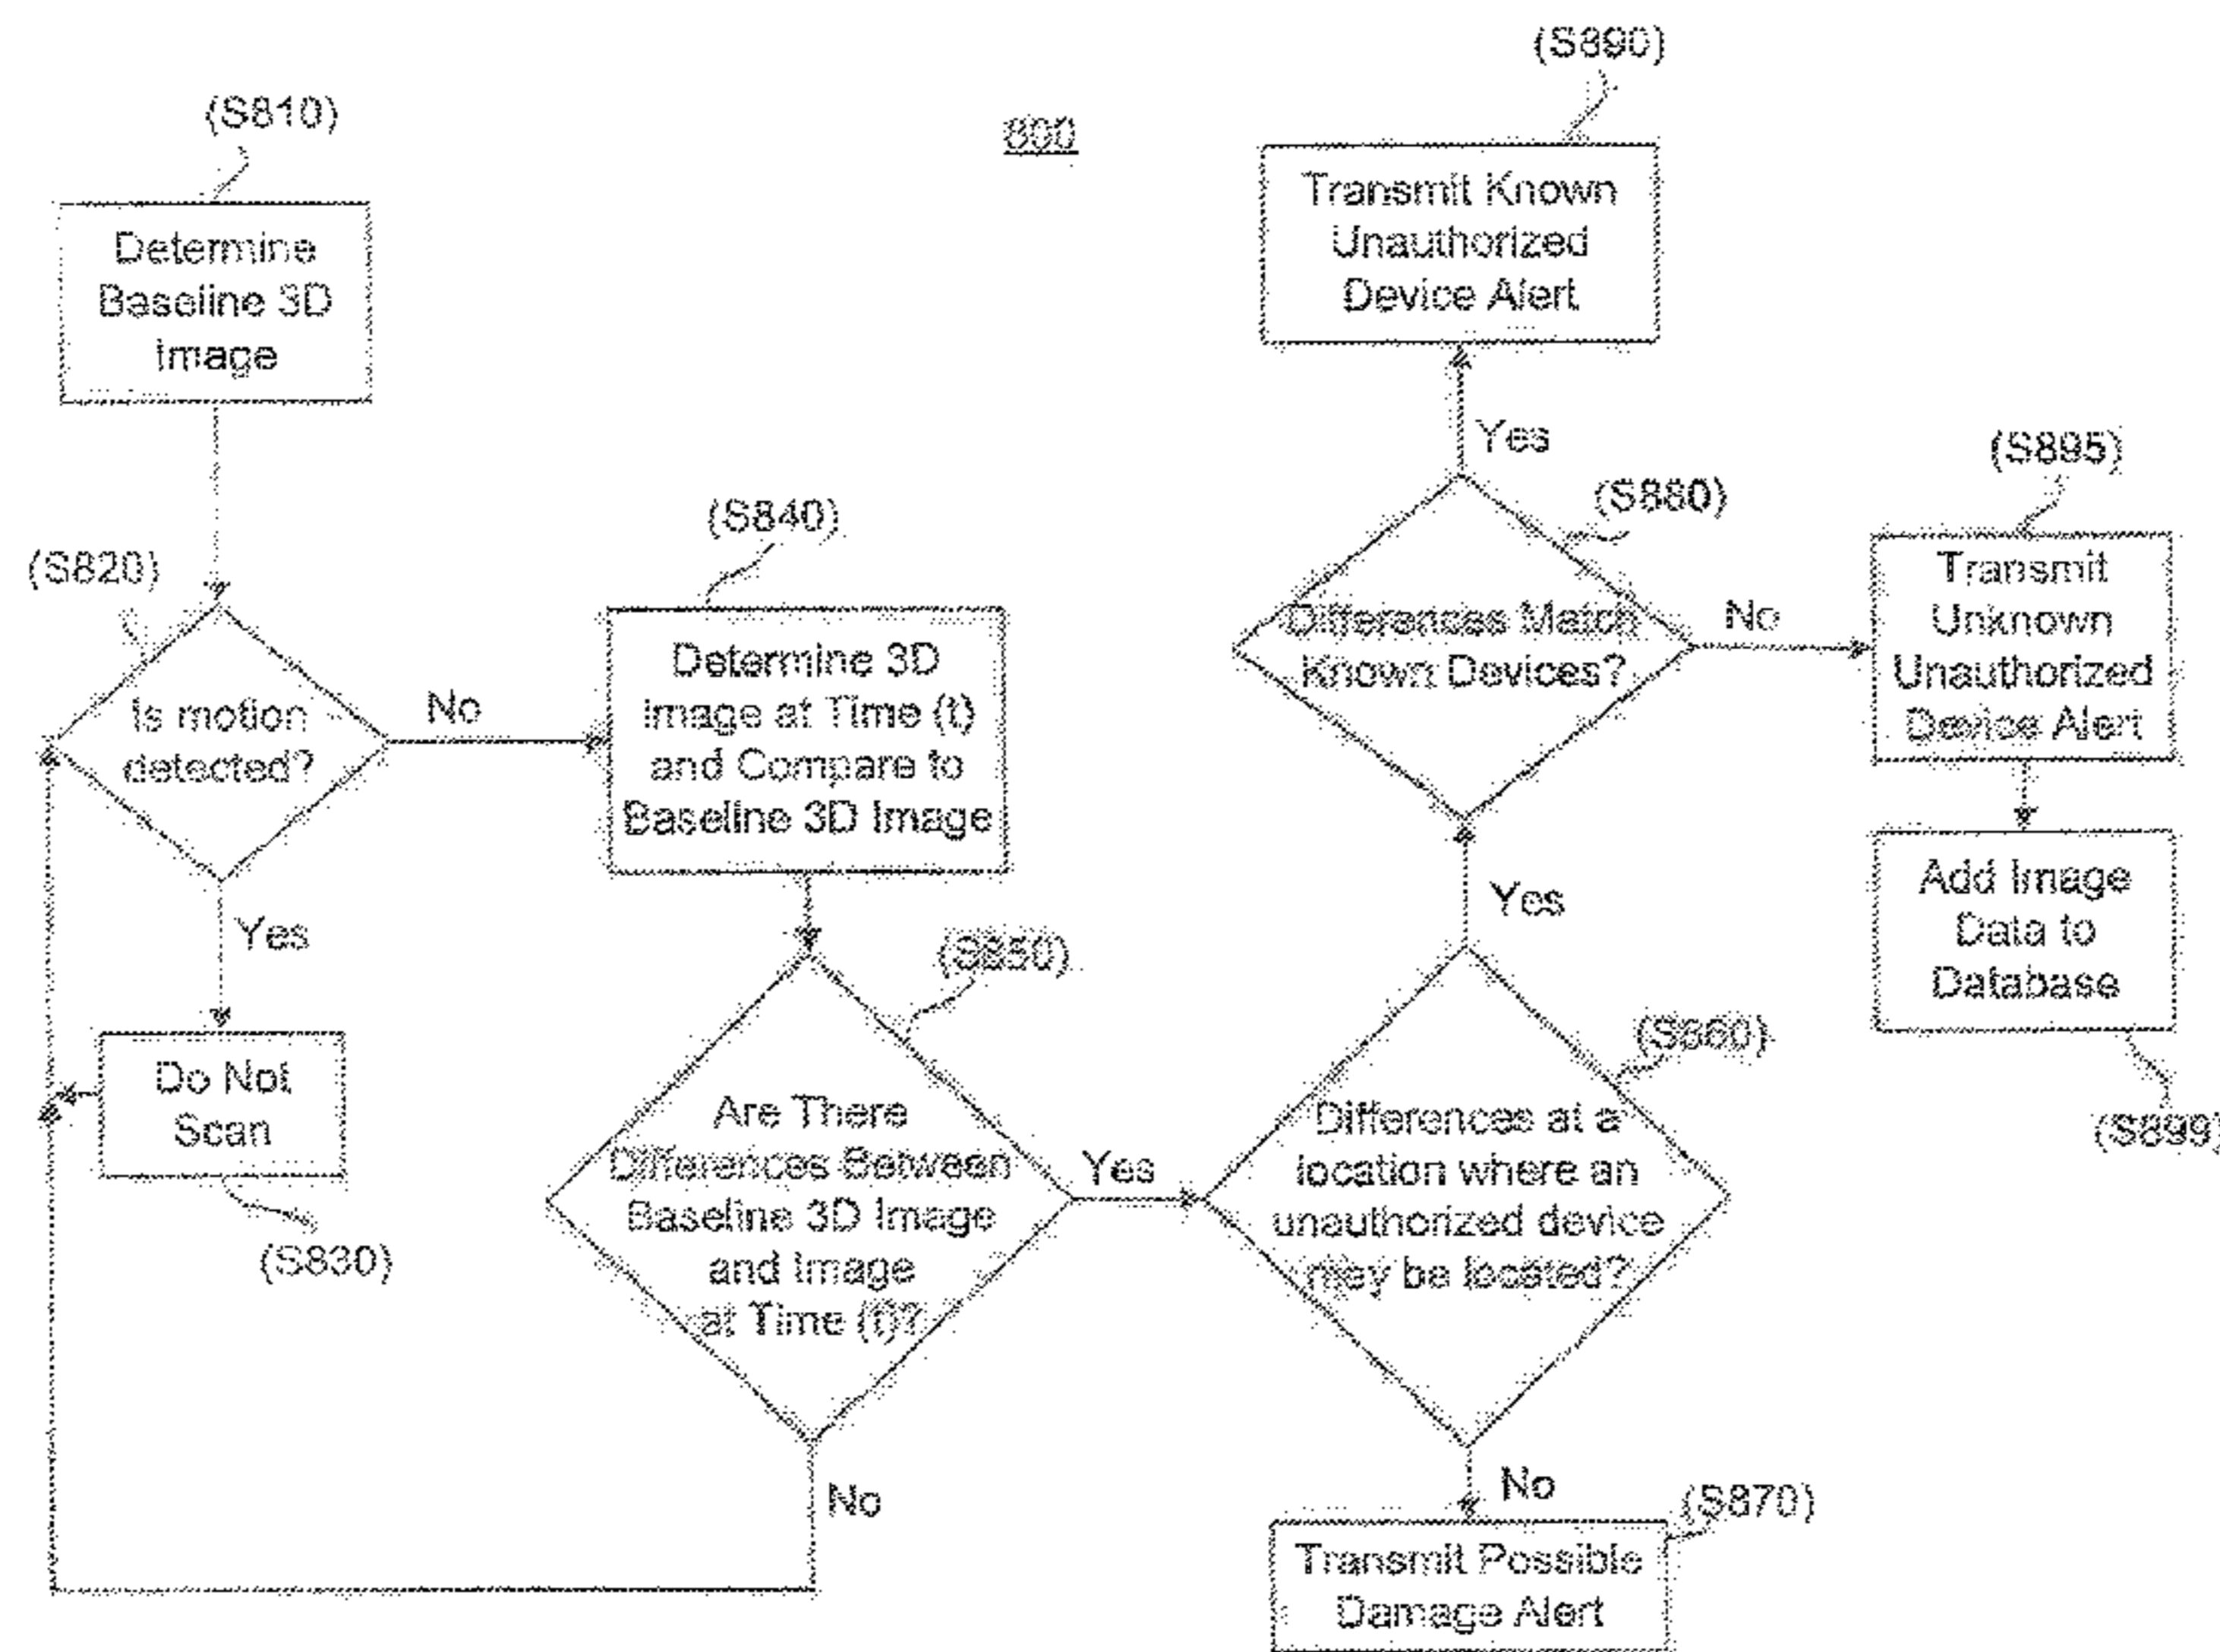 800
(S810)
Determine
Baseline 3D
Image
(S820)
Is motion
detected?
No
Yes
Do Not
Scan
(S830)
(S840)
Determine 3D
Image at Time (t)
and Compare to
Baseline 3D Image
(S850)
Are There
Differences Between
Baseline 3D Image
and Image
at Time (t)?
No
Yes
(S860)
Differences at a
location where an
unauthorized device
may be located?
No
(S870)
Transmit Possible
Damage Alert
Yes
(S880)
Differences Match
Known Devices?
Yes
(S890)
Transmit Known
Unauthorized
Device Alert
No
(S895)
Transmit
Unknown
Unauthorized
Device Alert
Add Image
Data to
Database
(S899)